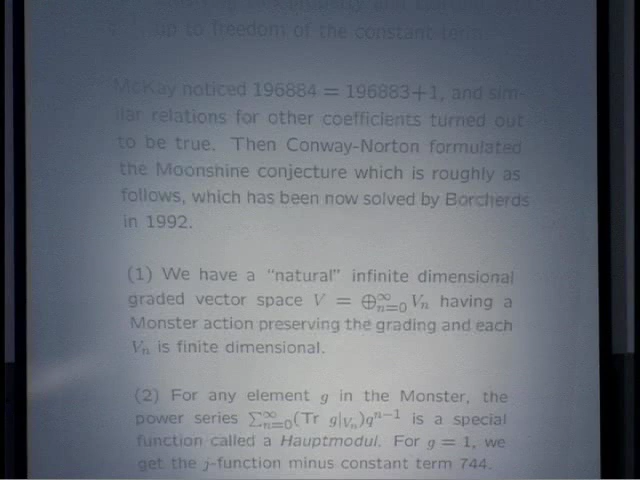 up to freedom of the constant term.
McKay noticed 196884 = 196883+1, and sim-
ilar relations for other coefficients turned out
to be true. Then Conway-Norton formulated
the Moonshine conjecture which is roughly as
follows, which has been now solved by Borcherds
in 1992.
(1) We have a “natural” infinite dimensional
graded vector space V = ⊕_{n=0}^∞ V_n having a
Monster action preserving the grading and each
V_n is finite dimensional.
(2) For any element g in the Monster, the
power series ∑_{n=0}^∞(Tr g|_{V_n})q^{n−1} is a special
function called a Hauptmodul. For g = 1, we
get the j-function minus constant term 744.